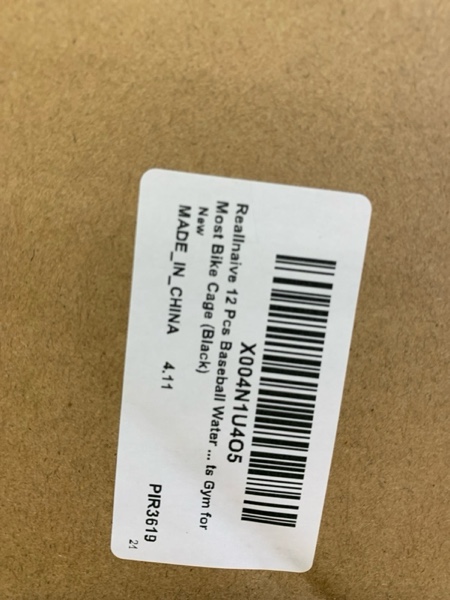 X004N1U4O5
Reallnaive 12 Pcs Baseball Water ... ts Gym for
Most Bike Cage (Black)
New
MADE_IN_CHINA 4.11
PIR3619
21